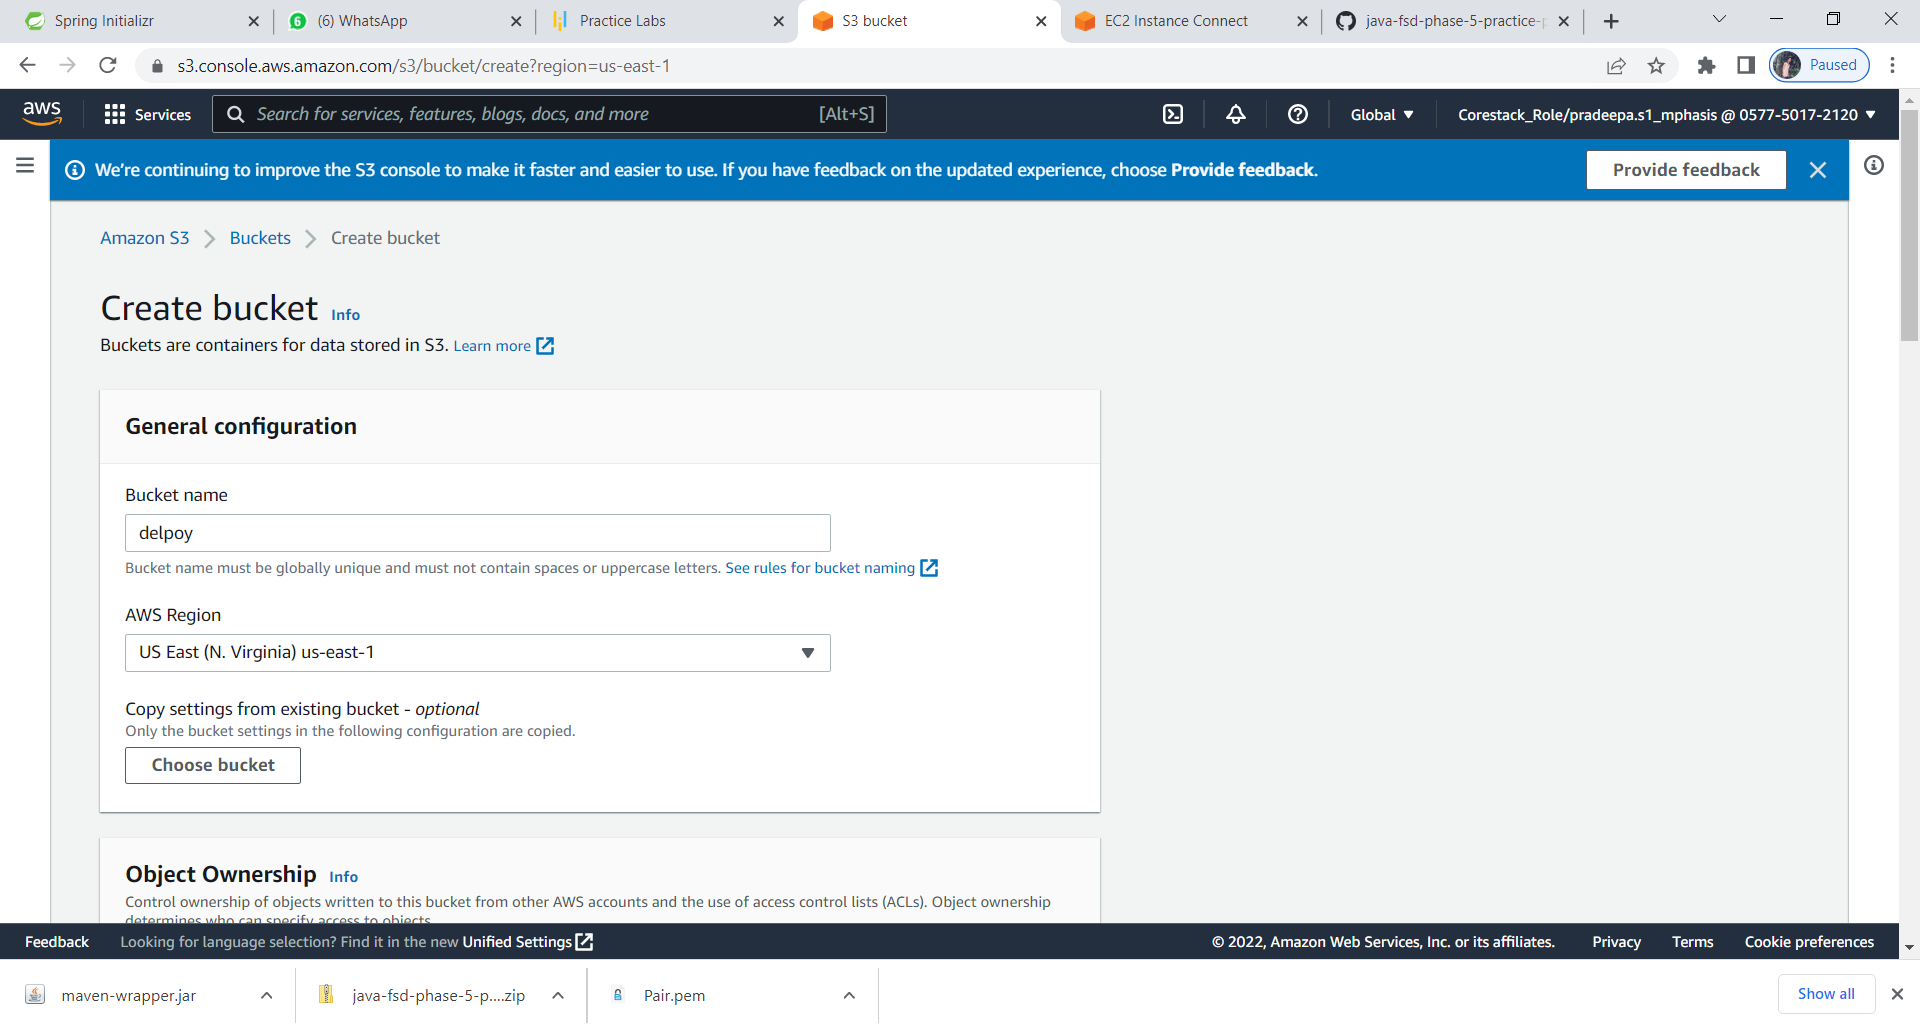 Spring Initializr
6
(6) WhatsApp
Practice Labs
S3 bucket
EC2 Instance Connect
java-fsd-phase-5-practice-
s3.console.aws.amazon.com/s3/bucket/create?region=us-east-1
Paused
aws
Services
Search for services, features, blogs, docs, and more
[Alt+S]
Global
Corestack_Role/pradeepa.s1_mphasis @ 0577-5017-2120
We're continuing to improve the S3 console to make it faster and easier to use. If you have feedback on the updated experience, choose Provide feedback.
Provide feedback
Amazon S3
Buckets
Create bucket
Create bucket Info
Buckets are containers for data stored in S3. Learn more
General configuration
Bucket name
delpoy
Bucket name must be globally unique and must not contain spaces or uppercase letters. See rules for bucket naming
AWS Region
US East (N. Virginia) us-east-1
Copy settings from existing bucket - optional
Only the bucket settings in the following configuration are copied.
Choose bucket
Object Ownership Info
Control ownership of objects written to this bucket from other AWS accounts and the use of access control lists (ACLs). Object ownership
determines who can specify access to objects.
Feedback
Looking for language selection? Find it in the new Unified Settings
© 2022, Amazon Web Services, Inc. or its affiliates.
Privacy
Terms
Cookie preferences
maven-wrapper.jar
java-fsd-phase-5-p....zip
Pair.pem
Show all